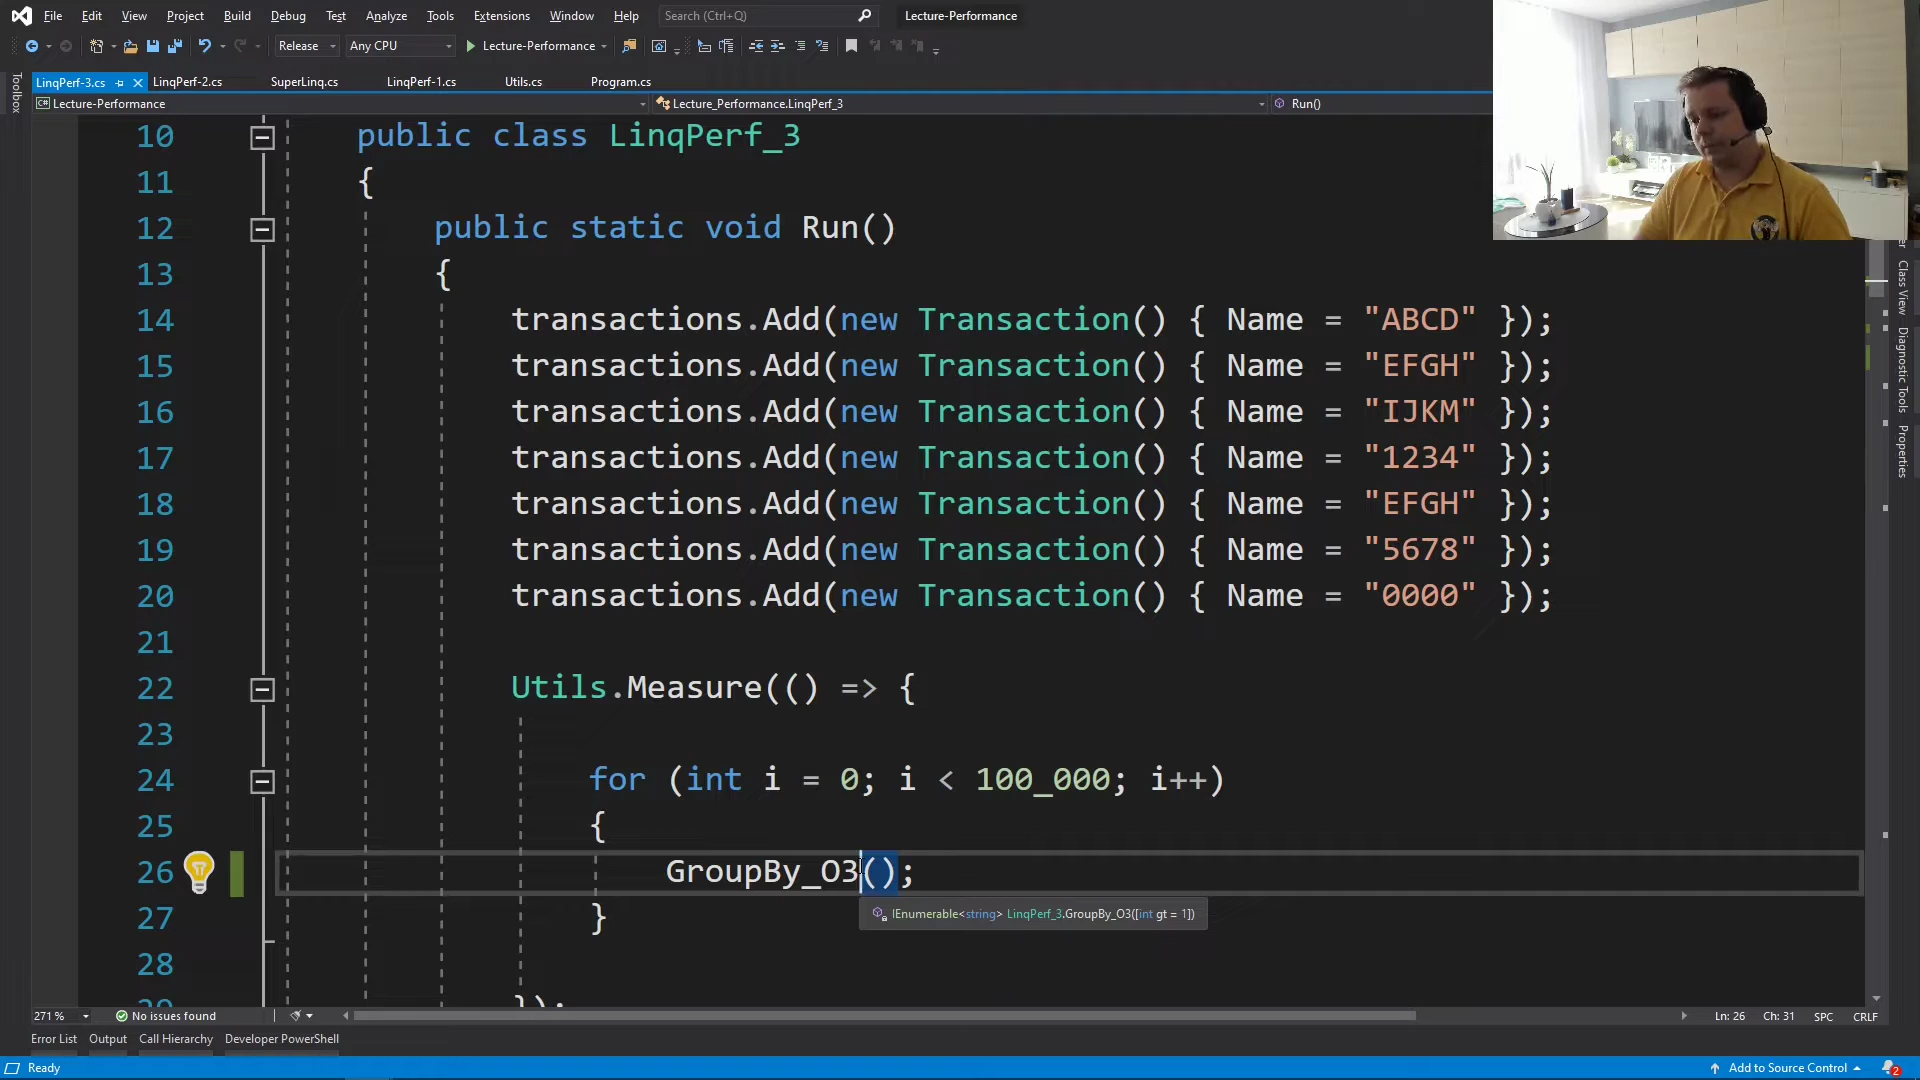 File Edit View Project Build Debug Test Analyze Tools Extensions Window Help Search (Ctrl+Q) Lecture-Performance
Release Any CPU Lecture-Performance
LinqPerf-3.cs LinqPerf-2.cs SuperLinq.cs LinqPerf-1.cs Utils.cs Program.cs
C# Lecture-Performance Lecture_Performance.LinqPerf_3 Run()
Toolbox
10 public class LinqPerf_3
11 {
12 public static void Run()
13 {
14 transactions.Add(new Transaction() { Name = "ABCD" });
15 transactions.Add(new Transaction() { Name = "EFGH" });
16 transactions.Add(new Transaction() { Name = "IJKM" });
17 transactions.Add(new Transaction() { Name = "1234" });
18 transactions.Add(new Transaction() { Name = "EFGH" });
19 transactions.Add(new Transaction() { Name = "5678" });
20 transactions.Add(new Transaction() { Name = "0000" });
21
22 Utils.Measure(() => {
23
24 for (int i = 0; i < 100_000; i++)
25 {
26 GroupBy_O3();
IEnumerable<string> LinqPerf_3.GroupBy_O3([int gt = 1])
27 }
28
29 });
Class View
Diagnostic Tools
Properties
271 % No issues found Ln: 26 Ch: 31 SPC CRLF
Error List Output Call Hierarchy Developer PowerShell
Ready Add to Source Control 2